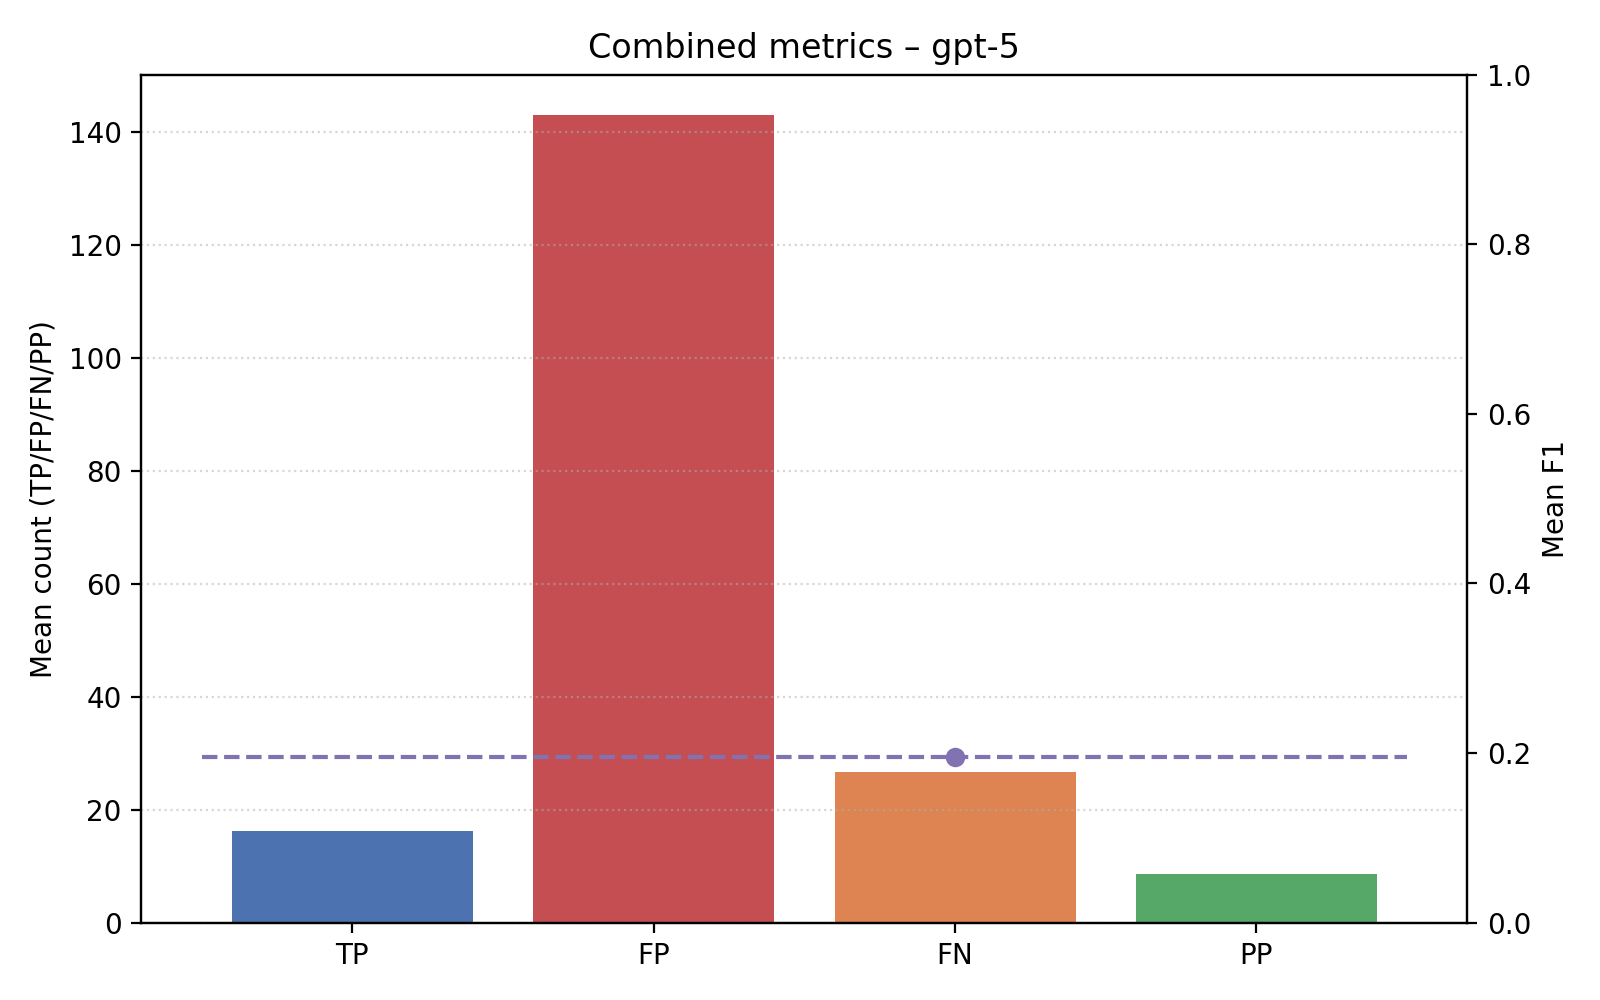 Combined metrics – gpt-5
Mean count (TP/FP/FN/PP)
140
120
100
80
60
40
20
0
TP
FP
FN
PP
1.0
0.8
0.6
0.4
0.2
0.0
Mean F1